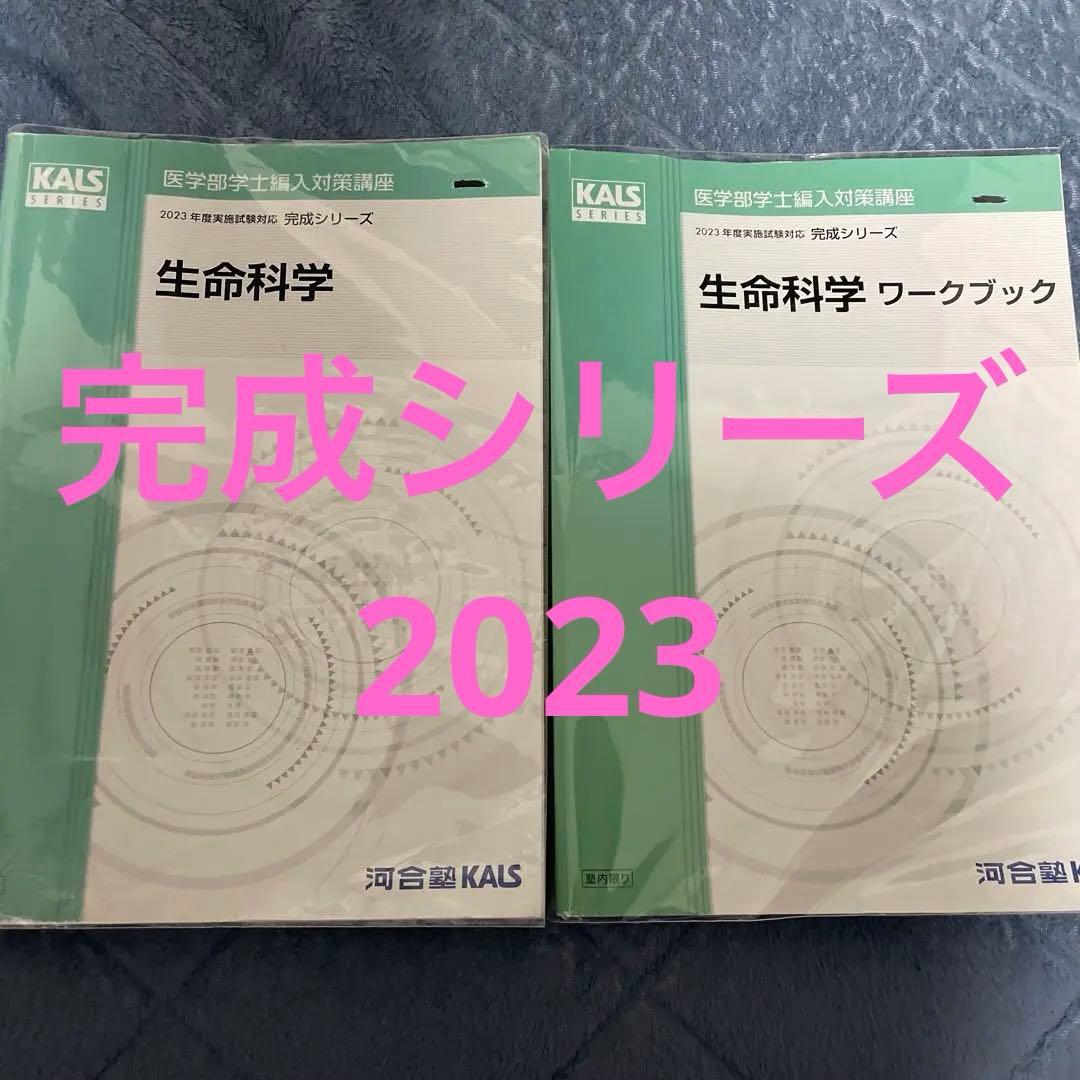 KALS
SERIES
医学部学士編入対策講座
2023年度実施試験対応 完成シリーズ
生命科学
河合塾KALS
KALS
SERIES
医学部学士編入対策講座
2023年度実施試験対応 完成シリーズ
生命科学 ワークブック
塾内限り
河合塾K
完成シリーズ
2023